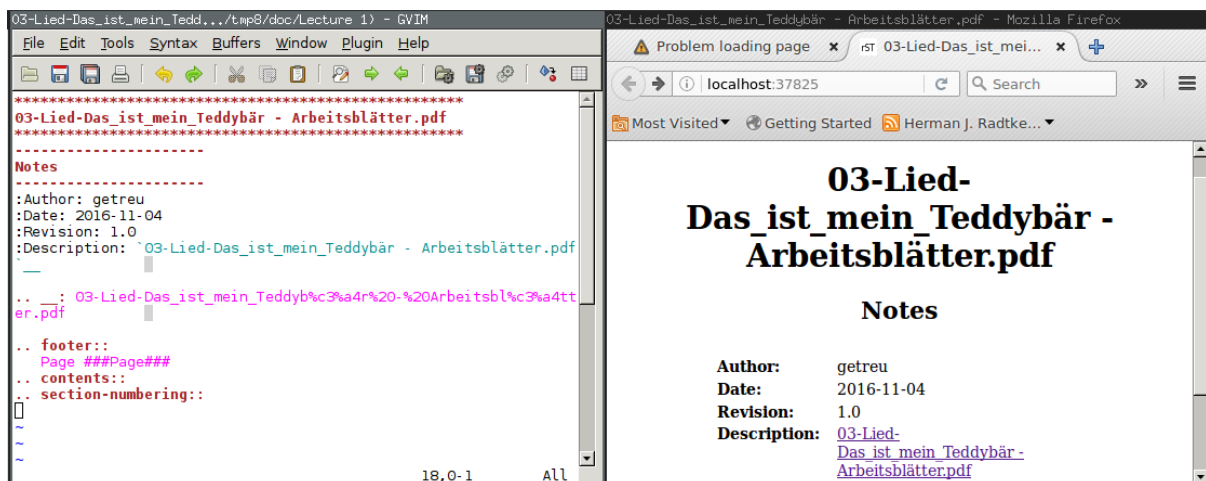 03-Lied-Das_ist_mein_Tedd.../tmp8/doc/Lecture 1) - GVIM
File Edit Tools Syntax Buffers Window Plugin Help
****************************************************
03-Lied-Das_ist_mein_Teddybär - Arbeitsblätter.pdf
****************************************************
----------------------
Notes
----------------------
:Author: getreu
:Date: 2016-11-04
:Revision: 1.0
:Description: `03-Lied-Das_ist_mein_Teddybär - Arbeitsblätter.pdf
`__
.. __: 03-Lied-Das_ist_mein_Teddyb%c3%a4r%20-%20Arbeitsbl%c3%a4tt
er.pdf
.. footer::
Page ###Page###
.. contents::
.. section-numbering::
~
~
~
18,0-1 All
03-Lied-Das_ist_mein_Teddybär - Arbeitsblätter.pdf - Mozilla Firefox
Problem loading page
rST 03-Lied-Das_ist_mei...
localhost:37825
Search
Most Visited Getting Started Herman J. Radtke...
03-Lied-
Das_ist_mein_Teddybär -
Arbeitsblätter.pdf
Notes
Author: getreu
Date: 2016-11-04
Revision: 1.0
Description: 03-Lied-
Das_ist_mein_Teddybär -
Arbeitsblätter.pdf